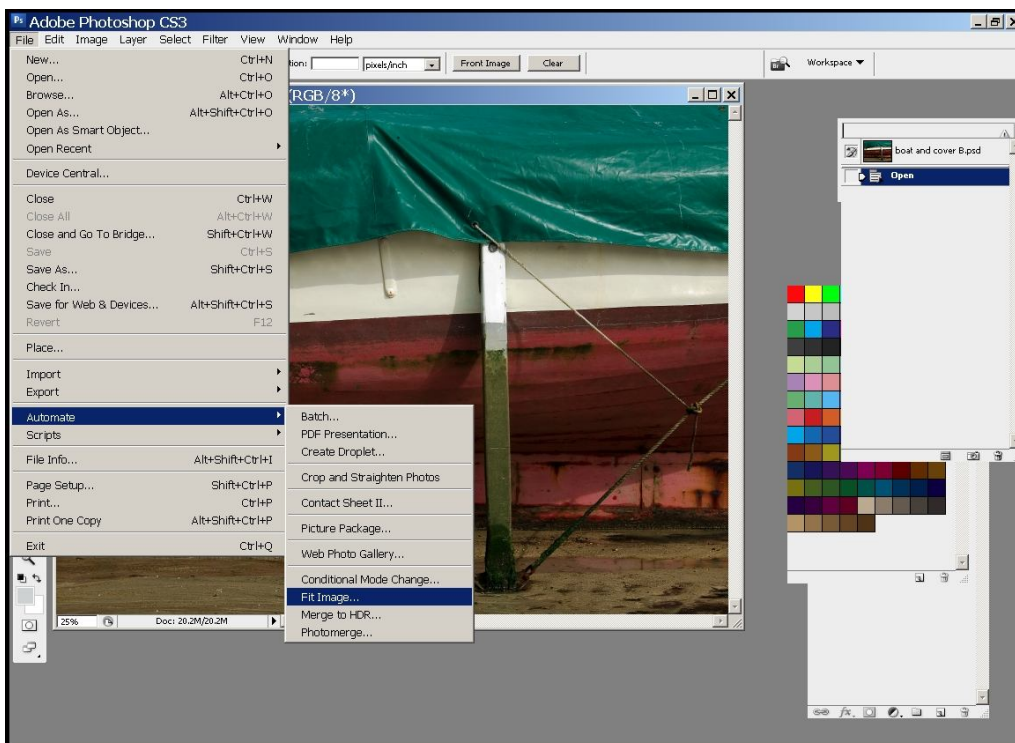 Ps Adobe Photoshop CS3
File Edit Image Layer Select Filter View Window Help
New... Ctrl+N
Open... Ctrl+O
Browse... Alt+Ctrl+O
Open As... Alt+Shift+Ctrl+O
Open As Smart Object...
Open Recent
Device Central...
Close Ctrl+W
Close All Alt+Ctrl+W
Close and Go To Bridge... Shift+Ctrl+W
Save Ctrl+S
Save As... Shift+Ctrl+S
Check In...
Save for Web & Devices... Alt+Shift+Ctrl+S
Revert F12
Place...
Import
Export
Automate
Scripts
File Info... Alt+Shift+Ctrl+I
Page Setup... Shift+Ctrl+P
Print... Ctrl+P
Print One Copy Alt+Shift+Ctrl+P
Exit Ctrl+Q
Batch...
PDF Presentation...
Create Droplet...
Crop and Straighten Photos
Contact Sheet II...
Picture Package...
Web Photo Gallery...
Conditional Mode Change...
Fit Image...
Merge to HDR...
Photomerge...
tion: pixels/inch Front Image Clear
Workspace
(RGB/8*)
25% Doc: 20.2M/20.2M
boat and cover B.psd
Open
fx